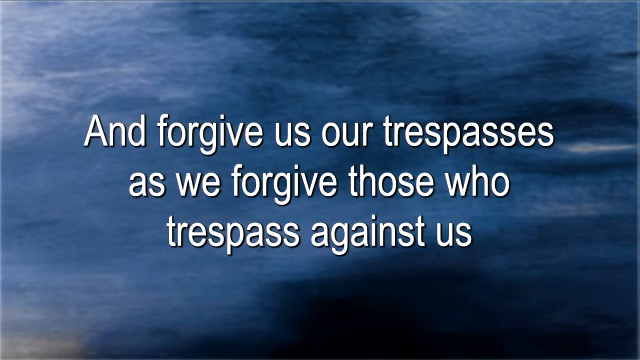 And forgive us our trespasses
as we forgive those who
trespass against us